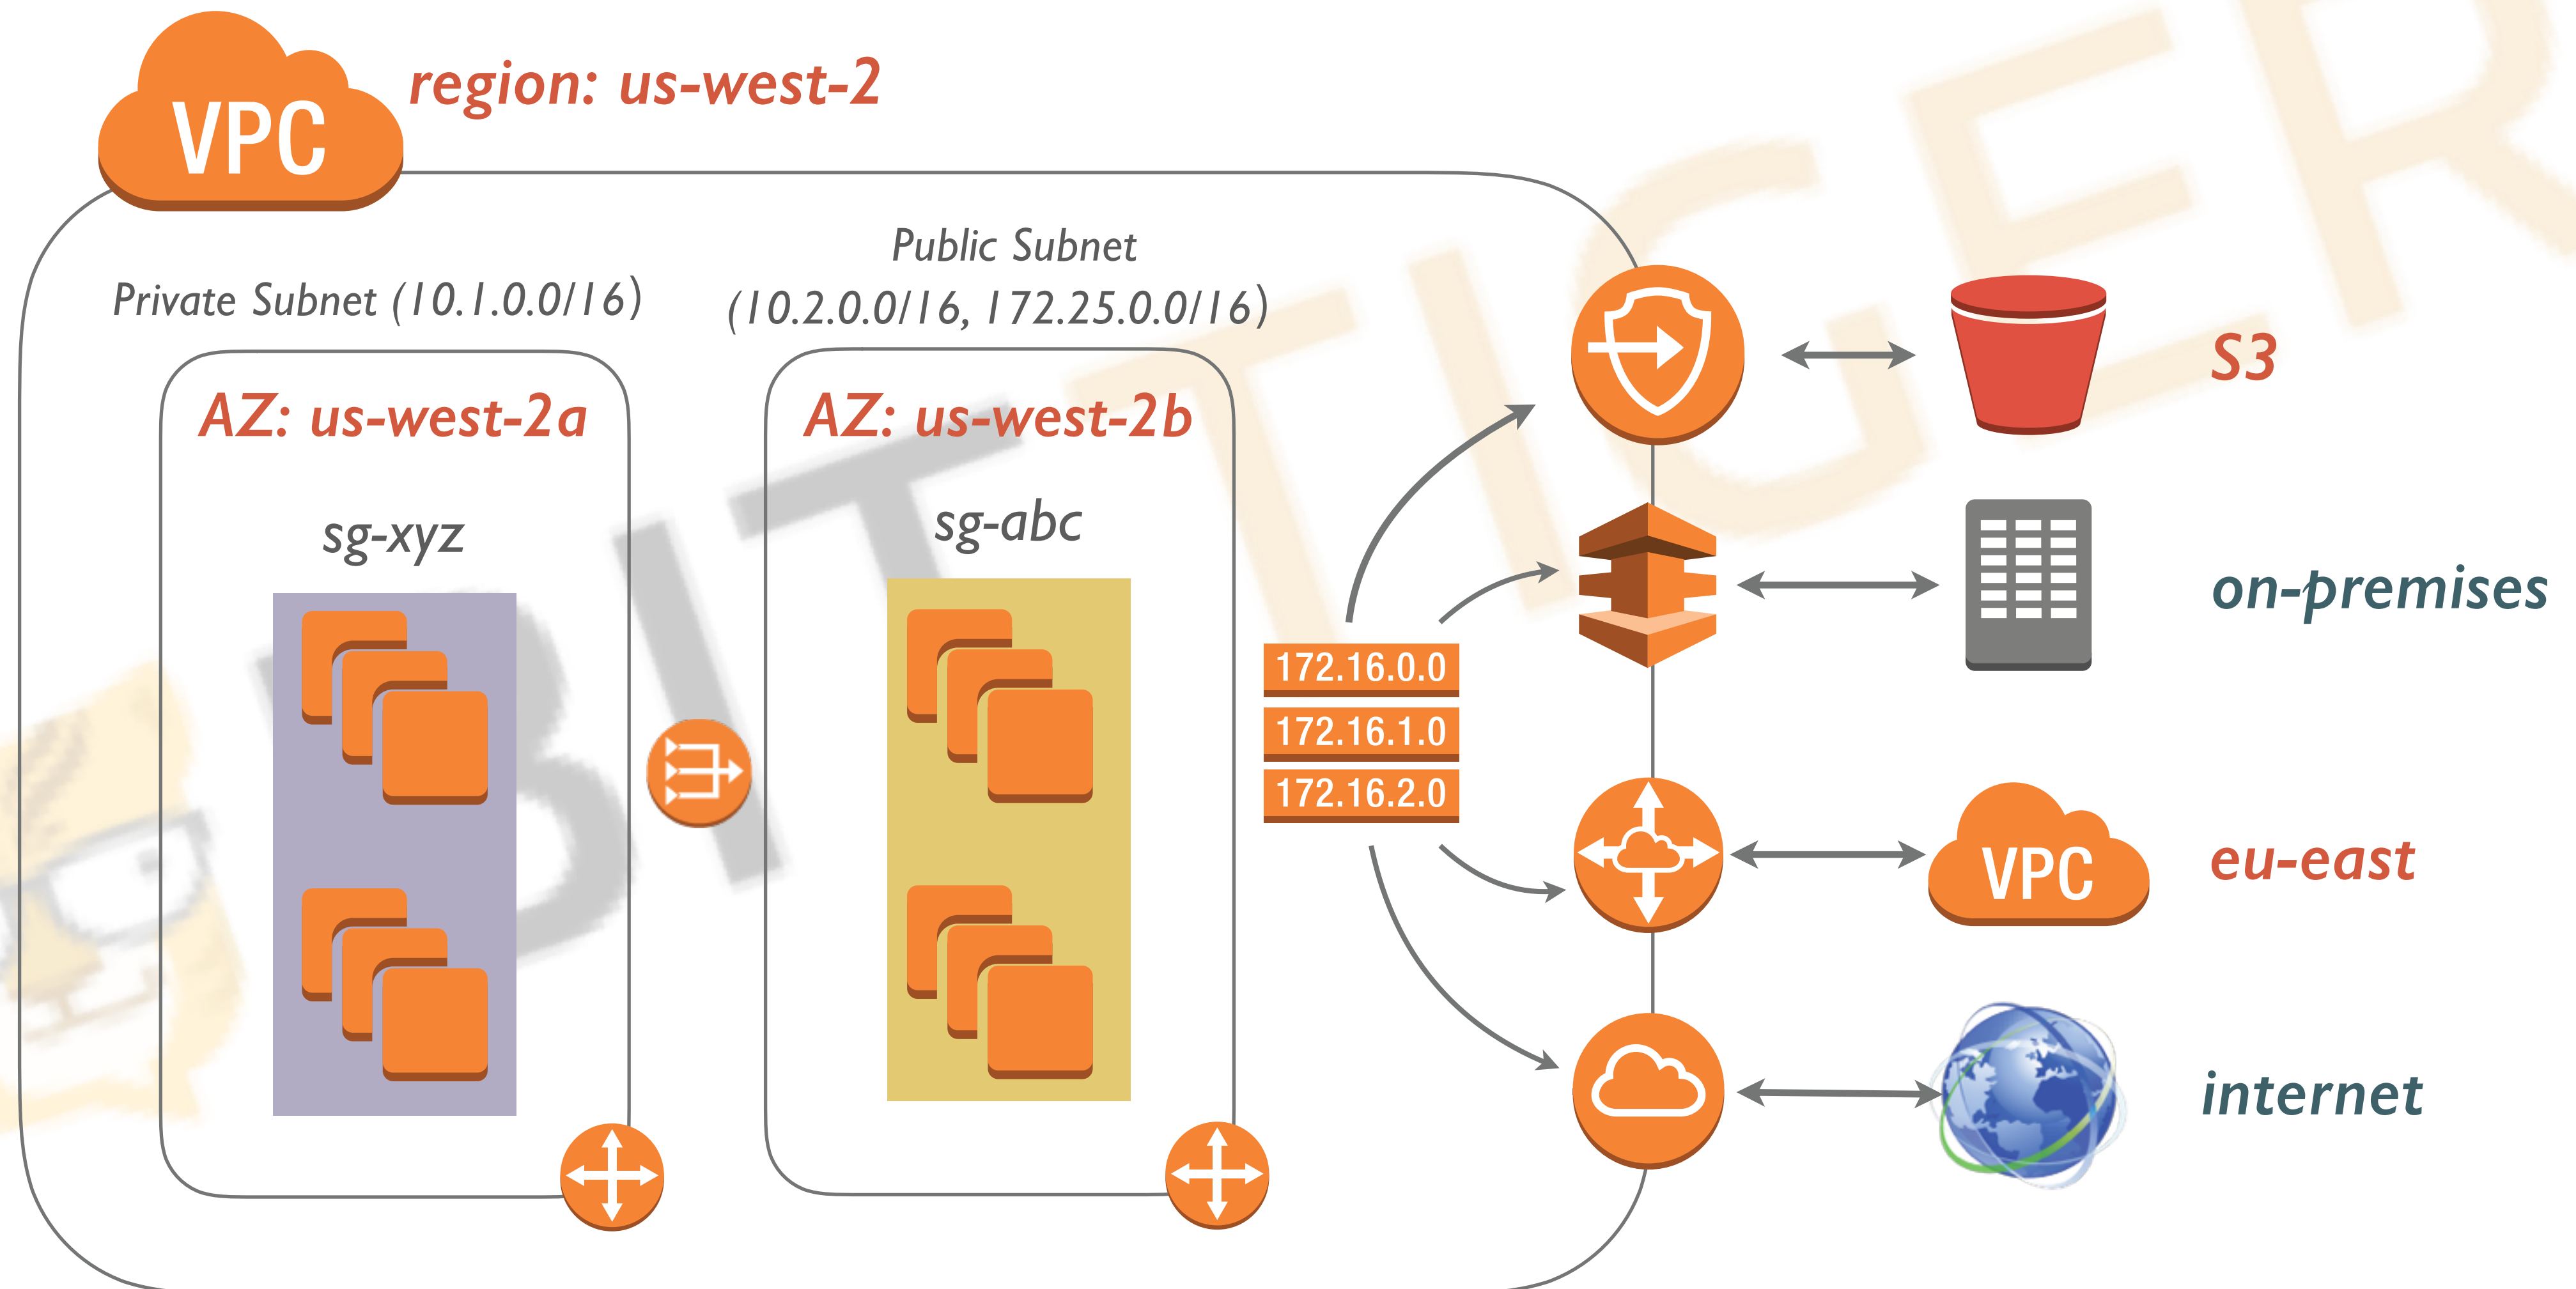 VPC
region: us-west-2
Private Subnet (10.1.0.0/16)
Public Subnet
(10.2.0.0/16, 172.25.0.0/16)
AZ: us-west-2a
AZ: us-west-2b
sg-xyz
sg-abc
172.16.0.0
172.16.1.0
172.16.2.0
S3
on-premises
VPC
eu-east
internet
BIT TIGER